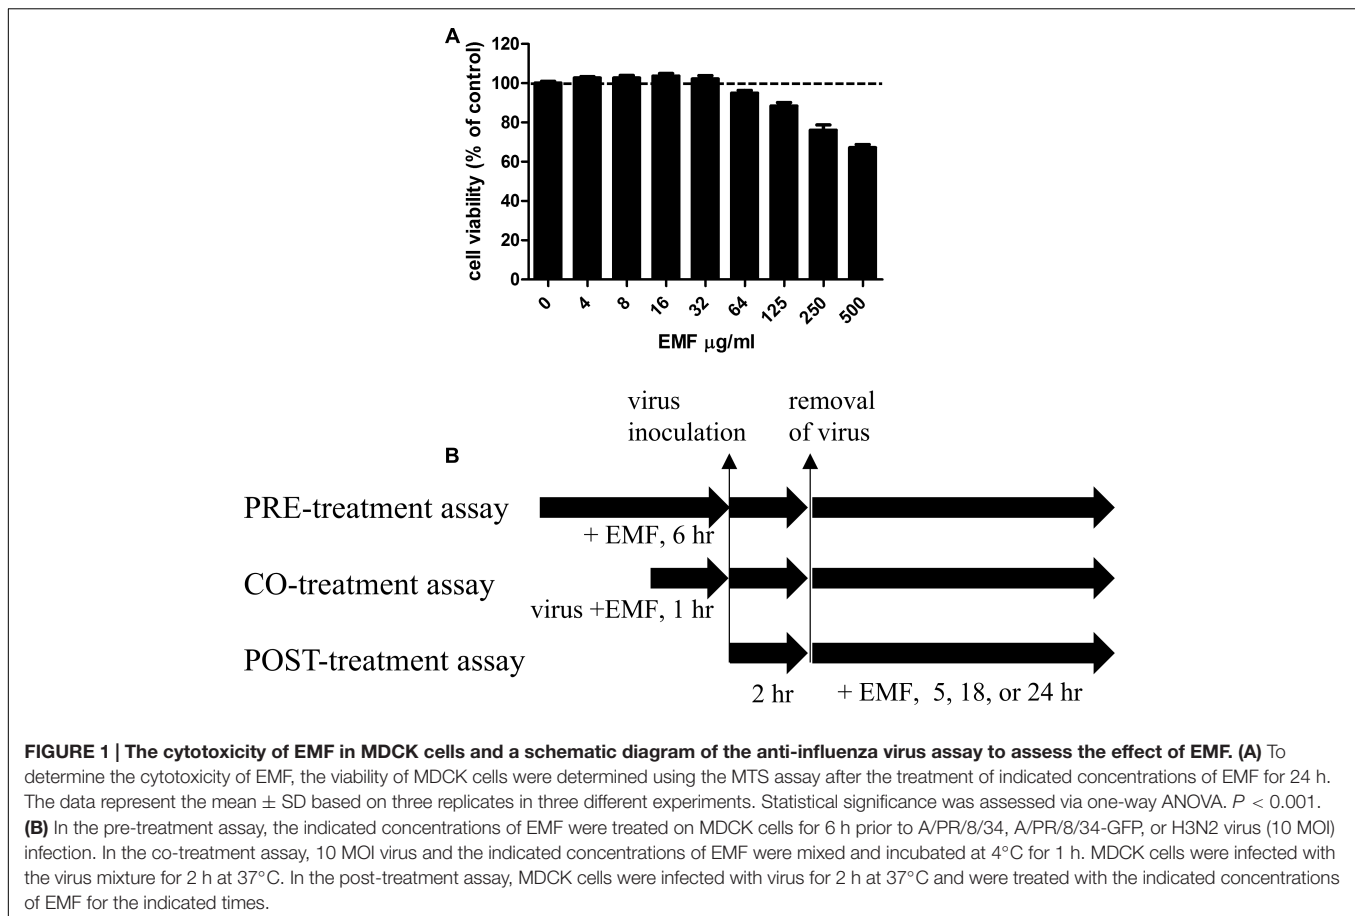 A
120
100
80
60
40
20
0
cell viability (% of control)
0 4 8 16 32 64 125 250 500
EMF μg/ml
B
virus inoculation
removal of virus
PRE-treatment assay
+ EMF, 6 hr
CO-treatment assay
virus +EMF, 1 hr
POST-treatment assay
2 hr
+ EMF, 5, 18, or 24 hr
FIGURE 1 | The cytotoxicity of EMF in MDCK cells and a schematic diagram of the anti-influenza virus assay to assess the effect of EMF. (A) To
determine the cytotoxicity of EMF, the viability of MDCK cells were determined using the MTS assay after the treatment of indicated concentrations of EMF for 24 h.
The data represent the mean ± SD based on three replicates in three different experiments. Statistical significance was assessed via one-way ANOVA. P < 0.001.
(B) In the pre-treatment assay, the indicated concentrations of EMF were treated on MDCK cells for 6 h prior to A/PR/8/34, A/PR/8/34-GFP, or H3N2 virus (10 MOI)
infection. In the co-treatment assay, 10 MOI virus and the indicated concentrations of EMF were mixed and incubated at 4°C for 1 h. MDCK cells were infected with
the virus mixture for 2 h at 37°C. In the post-treatment assay, MDCK cells were infected with virus for 2 h at 37°C and were treated with the indicated concentrations
of EMF for the indicated times.